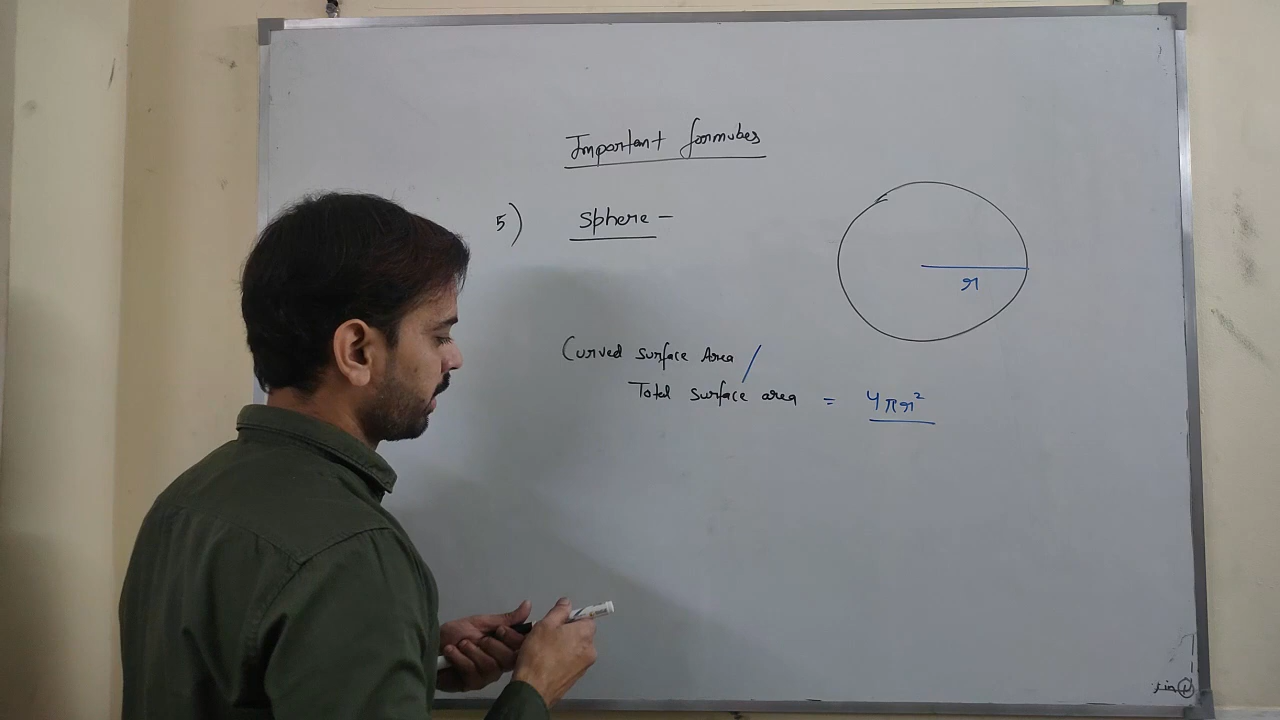 Important formules
5) Sphere –
r
Curved surface Area /
Total surface area = 4πr²